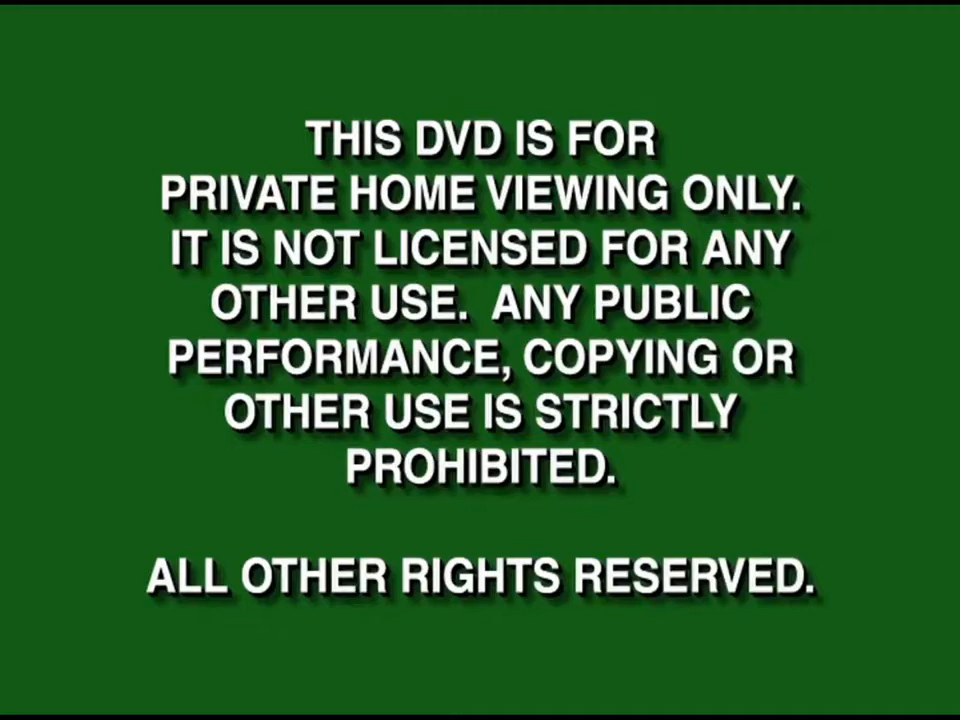 THIS DVD IS FOR
PRIVATE HOME VIEWING ONLY.
IT IS NOT LICENSED FOR ANY
OTHER USE.  ANY PUBLIC
PERFORMANCE, COPYING OR
OTHER USE IS STRICTLY
PROHIBITED.
ALL OTHER RIGHTS RESERVED.